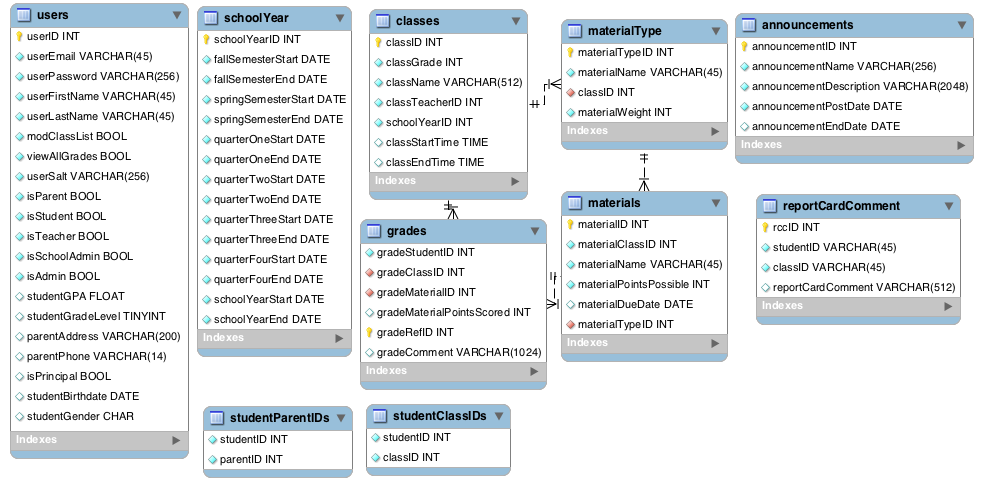 users
userID INT
userEmail VARCHAR(45)
userPassword VARCHAR(256)
userFirstName VARCHAR(45)
userLastName VARCHAR(45)
modClassList BOOL
viewAllGrades BOOL
userSalt VARCHAR(256)
isParent BOOL
isStudent BOOL
isTeacher BOOL
isSchoolAdmin BOOL
isAdmin BOOL
studentGPA FLOAT
studentGradeLevel TINYINT
parentAddress VARCHAR(200)
parentPhone VARCHAR(14)
isPrincipal BOOL
studentBirthdate DATE
studentGender CHAR
Indexes
schoolYear
schoolYearID INT
fallSemesterStart DATE
fallSemesterEnd DATE
springSemesterStart DATE
springSemesterEnd DATE
quarterOneStart DATE
quarterOneEnd DATE
quarterTwoStart DATE
quarterTwoEnd DATE
quarterThreeStart DATE
quarterThreeEnd DATE
quarterFourStart DATE
quarterFourEnd DATE
schoolYearStart DATE
schoolYearEnd DATE
Indexes
classes
classID INT
classGrade INT
className VARCHAR(512)
classTeacherID INT
schoolYearID INT
classStartTime TIME
classEndTime TIME
Indexes
materialType
materialTypeID INT
materialName VARCHAR(45)
classID INT
materialWeight INT
Indexes
announcements
announcementID INT
announcementName VARCHAR(256)
announcementDescription VARCHAR(2048)
announcementPostDate DATE
announcementEndDate DATE
Indexes
grades
gradeStudentID INT
gradeClassID INT
gradeMaterialID INT
gradeMaterialPointsScored INT
gradeRefID INT
gradeComment VARCHAR(1024)
Indexes
materials
materialID INT
materialClassID INT
materialName VARCHAR(45)
materialPointsPossible INT
materialDueDate DATE
materialTypeID INT
Indexes
reportCardComment
rccID INT
studentID VARCHAR(45)
classID VARCHAR(45)
reportCardComment VARCHAR(512)
Indexes
studentParentIDs
studentID INT
parentID INT
studentClassIDs
studentID INT
classID INT